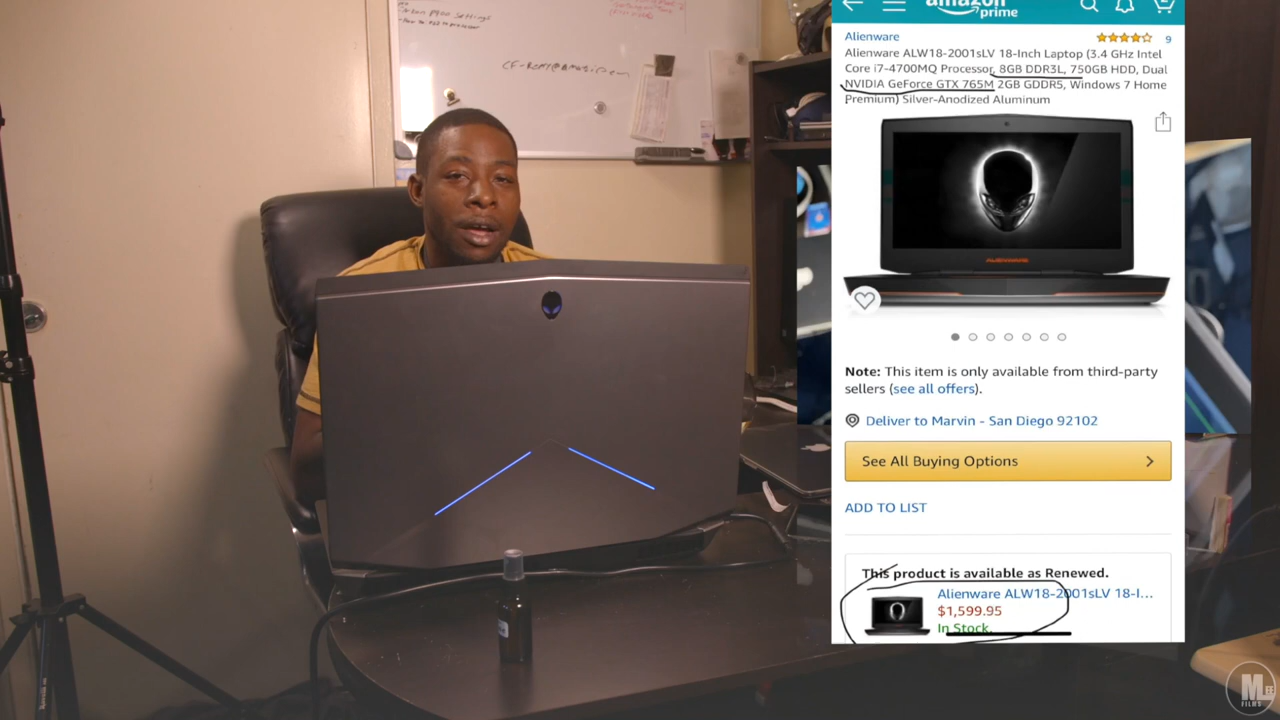 amazon
prime
Alienware
9
Alienware ALW18-2001sLV 18-Inch Laptop (3.4 GHz Intel
Core i7-4700MQ Processor, 8GB DDR3L, 750GB HDD, Dual
NVIDIA GeForce GTX 765M 2GB GDDR5, Windows 7 Home
Premium) Silver-Anodized Aluminum
ALIENWARE
Note: This item is only available from third-party
sellers (see all offers).
Deliver to Marvin - San Diego 92102
See All Buying Options
ADD TO LIST
This product is available as Renewed.
Alienware ALW18-2001sLV 18-I...
$1,599.95
In Stock.
FILMS